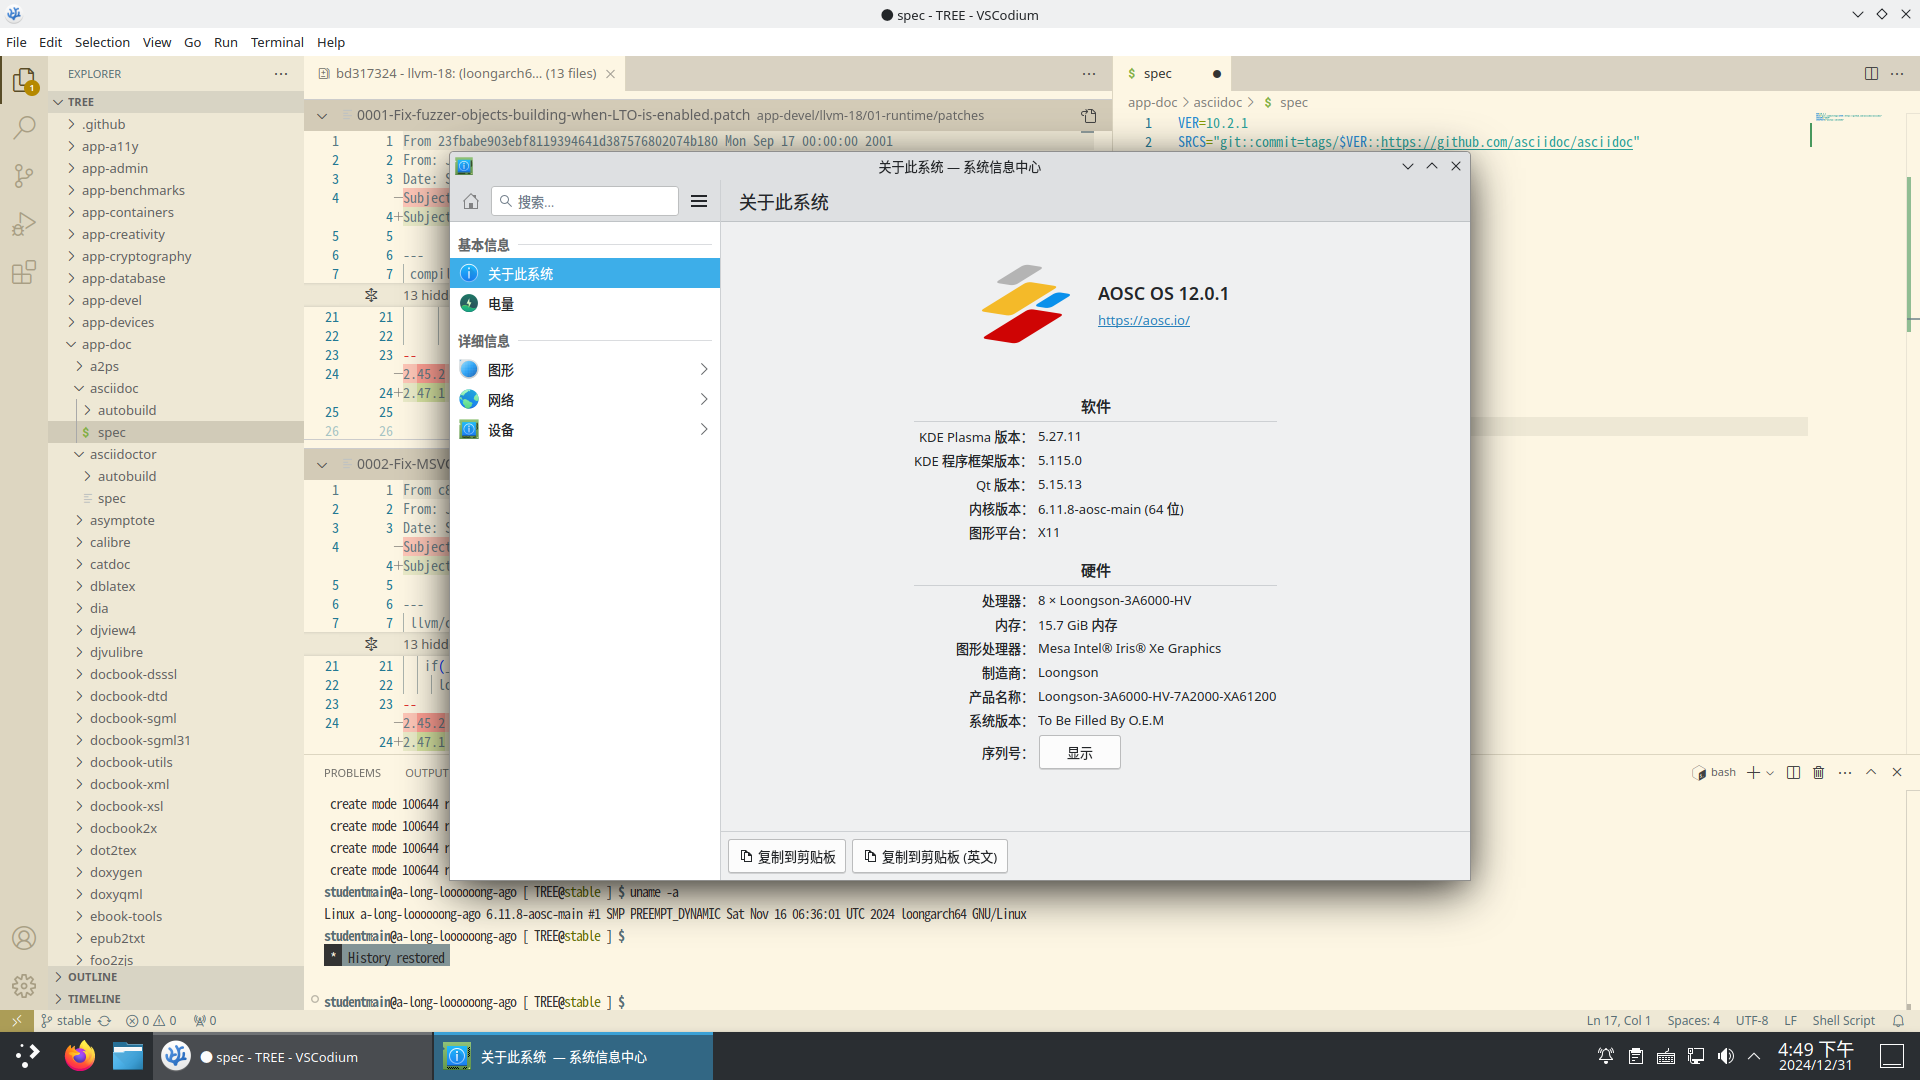 ● spec - TREE - VSCodium
File Edit Selection View Go Run Terminal Help
EXPLORER
TREE
.github
app-a11y
app-admin
app-benchmarks
app-containers
app-creativity
app-cryptography
app-database
app-devel
app-devices
app-doc
a2ps
asciidoc
autobuild
$ spec
asciidoctor
autobuild
spec
asymptote
calibre
catdoc
dblatex
dia
djview4
djvulibre
docbook-dsssl
docbook-dtd
docbook-sgml
docbook-sgml31
docbook-utils
docbook-xml
docbook-xsl
docbook2x
dot2tex
doxygen
doxyqml
ebook-tools
epub2txt
foo2zjs
OUTLINE
TIMELINE
bd317324 - llvm-18: (loongarch6... (13 files)
0001-Fix-fuzzer-objects-building-when-LTO-is-enabled.patch app-devel/llvm-18/01-runtime/patches
1 1 From 23fbabe903ebf8119394641d387576802074b180 Mon Sep 17 00:00:00 2001
2 2 From: J
3 3 Date: S
4 —Subject
4+Subject
5 5
6 6 ---
7 7 compil
13 hidd
21 21
22 22
23 23 --
24 —2.45.2
24+2.47.1
25 25
26 26
0002-Fix-MSVC
1 1 From c8
2 2 From: J
3 3 Date: S
4 —Subject
4+Subject
5 5
6 6 ---
7 7 llvm/c
13 hidd
21 21 if(
22 22 lo
23 23 --
24 —2.45.2
24+2.47.1
$ spec ●
app-doc > asciidoc > $ spec
1 VER=10.2.1
2 SRCS="git::commit=tags/$VER::https://github.com/asciidoc/asciidoc"
关于此系统 — 系统信息中心
搜索...
关于此系统
基本信息
关于此系统
电量
详细信息
图形
网络
设备
AOSC OS 12.0.1
https://aosc.io/
软件
KDE Plasma 版本： 5.27.11
KDE 程序框架版本： 5.115.0
Qt 版本： 5.15.13
内核版本： 6.11.8-aosc-main (64 位)
图形平台： X11
硬件
处理器： 8 × Loongson-3A6000-HV
内存： 15.7 GiB 内存
图形处理器： Mesa Intel® Iris® Xe Graphics
制造商： Loongson
产品名称： Loongson-3A6000-HV-7A2000-XA61200
系统版本： To Be Filled By O.E.M
序列号： 显示
复制到剪贴板 复制到剪贴板 (英文)
PROBLEMS OUTPUT
bash
create mode 100644 r
create mode 100644 r
create mode 100644 r
create mode 100644 r
studentmain@a-long-loooooong-ago [ TREE@stable ] $ uname -a
Linux a-long-loooooong-ago 6.11.8-aosc-main #1 SMP PREEMPT_DYNAMIC Sat Nov 16 06:36:01 UTC 2024 loongarch64 GNU/Linux
studentmain@a-long-loooooong-ago [ TREE@stable ] $
* History restored
studentmain@a-long-loooooong-ago [ TREE@stable ] $
stable 0 0 0
Ln 17, Col 1 Spaces: 4 UTF-8 LF Shell Script
● spec - TREE - VSCodium
关于此系统 — 系统信息中心
4:49 下午
2024/12/31